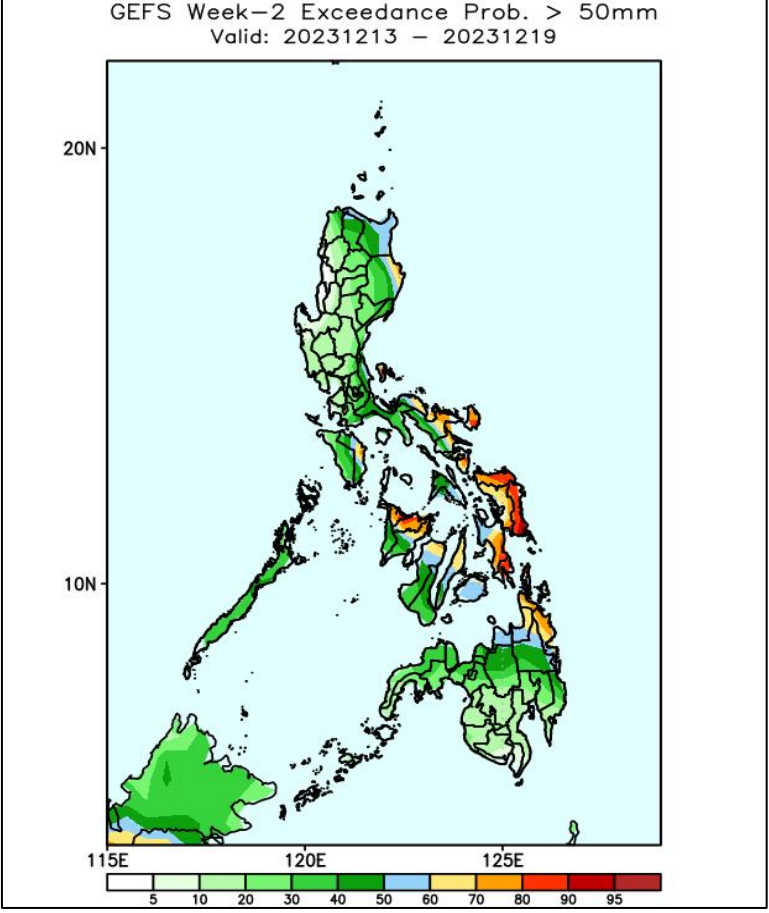 GEFS Week-2 Exceedance Prob. > 50mm
Valid: 20231213 - 20231219
20N
10N
115E 120E 125E
5 10 20 30 40 50 60 70 80 90 95